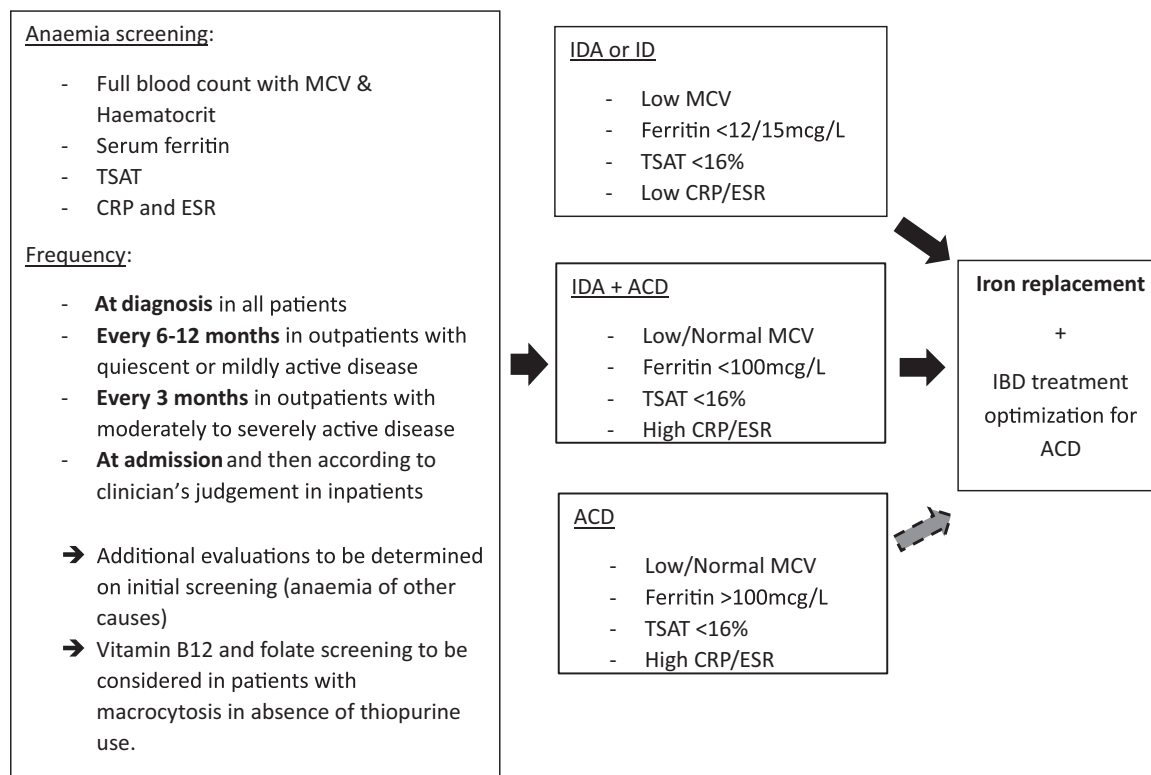 Anaemia screening:
- Full blood count with MCV &
Haematocrit
- Serum ferritin
- TSAT
- CRP and ESR
Frequency:
- At diagnosis in all patients
- Every 6-12 months in outpatients with
quiescent or mildly active disease
- Every 3 months in outpatients with
moderately to severely active disease
- At admission and then according to
clinician's judgement in inpatients
➔ Additional evaluations to be determined
on initial screening (anaemia of other
causes)
➔ Vitamin B12 and folate screening to be
considered in patients with
macrocytosis in absence of thiopurine
use.
IDA or ID
- Low MCV
- Ferritin <12/15mcg/L
- TSAT <16%
- Low CRP/ESR
IDA + ACD
- Low/Normal MCV
- Ferritin <100mcg/L
- TSAT <16%
- High CRP/ESR
ACD
- Low/Normal MCV
- Ferritin >100mcg/L
- TSAT <16%
- High CRP/ESR
Iron replacement
+
IBD treatment
optimization for
ACD